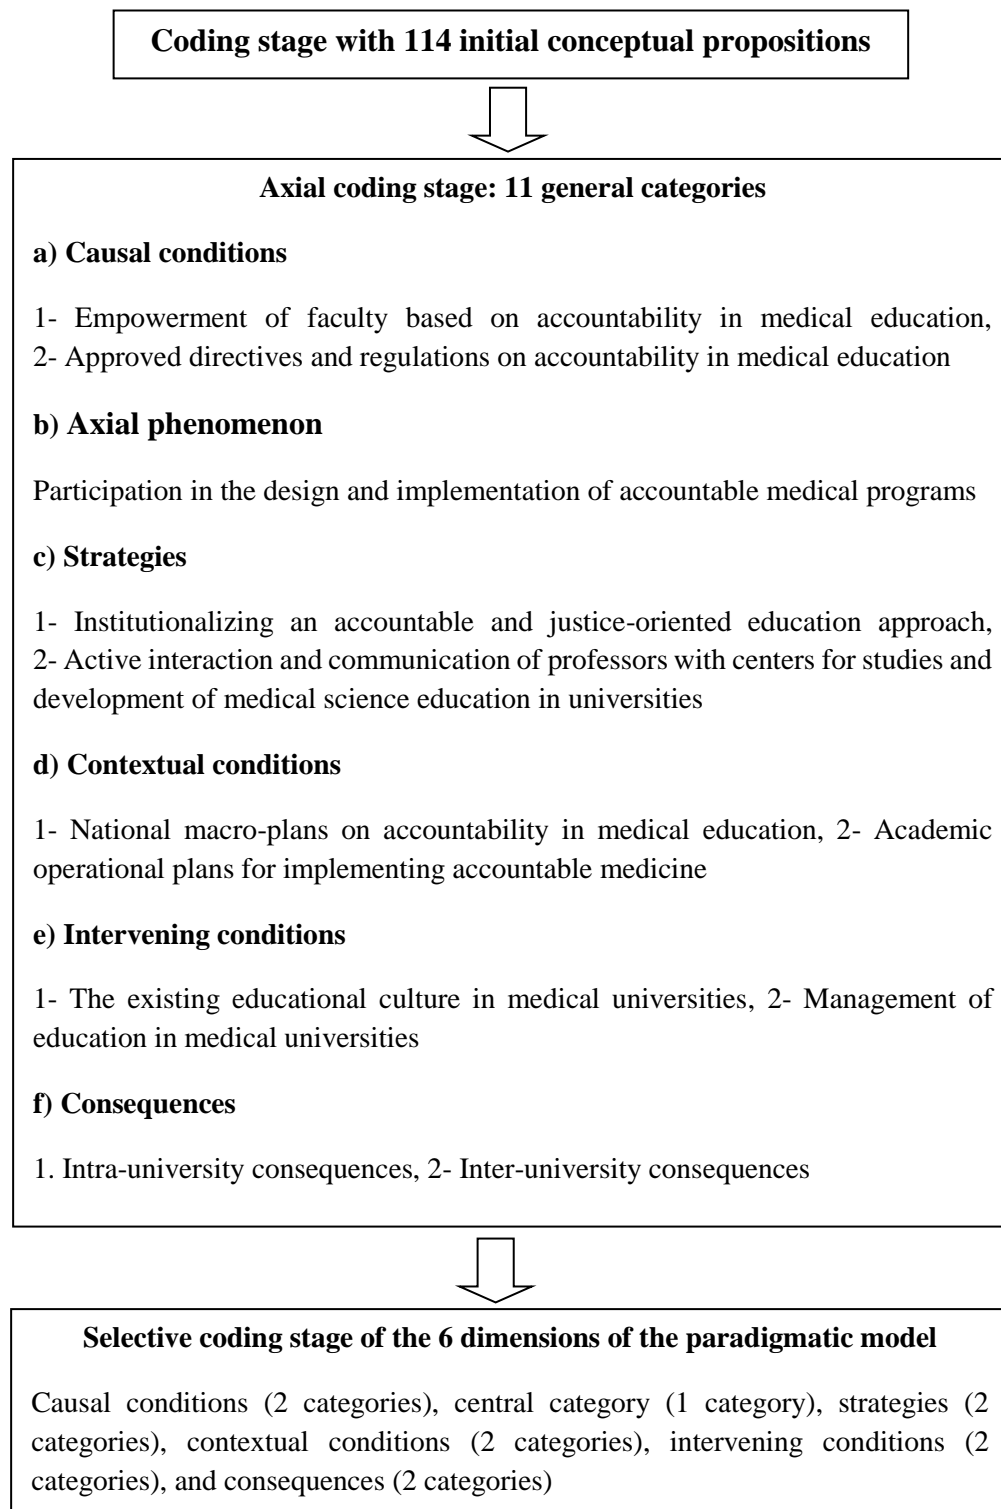 Coding stage with 114 initial conceptual propositions
Axial coding stage: 11 general categories
a) Causal conditions
1- Empowerment of faculty based on accountability in medical education,
2- Approved directives and regulations on accountability in medical education
b) Axial phenomenon
Participation in the design and implementation of accountable medical programs
c) Strategies
1- Institutionalizing an accountable and justice-oriented education approach,
2- Active interaction and communication of professors with centers for studies and
development of medical science education in universities
d) Contextual conditions
1- National macro-plans on accountability in medical education, 2- Academic
operational plans for implementing accountable medicine
e) Intervening conditions
1- The existing educational culture in medical universities, 2- Management of
education in medical universities
f) Consequences
1. Intra-university consequences, 2- Inter-university consequences
Selective coding stage of the 6 dimensions of the paradigmatic model
Causal conditions (2 categories), central category (1 category), strategies (2
categories), contextual conditions (2 categories), intervening conditions (2
categories), and consequences (2 categories)